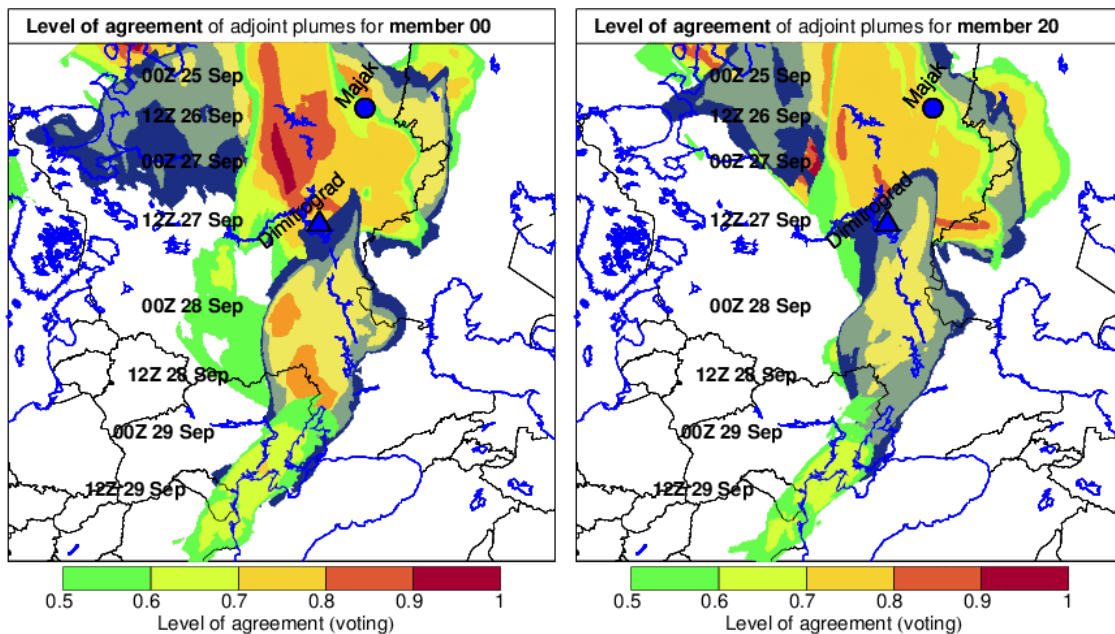 Level of agreement of adjoint plumes for member 00
00Z 25 Sep
Majak
12Z 26 Sep
00Z 27 Sep
12Z 27 Sep
Dimitrograd
00Z 28 Sep
12Z 28 Sep
00Z 29 Sep
12Z 29 Sep
0.5 0.6 0.7 0.8 0.9 1
Level of agreement (voting)
Level of agreement of adjoint plumes for member 20
00Z 25 Sep
Majak
12Z 26 Sep
00Z 27 Sep
12Z 27 Sep
Dimitrograd
00Z 28 Sep
12Z 28 Sep
00Z 29 Sep
12Z 29 Sep
0.5 0.6 0.7 0.8 0.9 1
Level of agreement (voting)